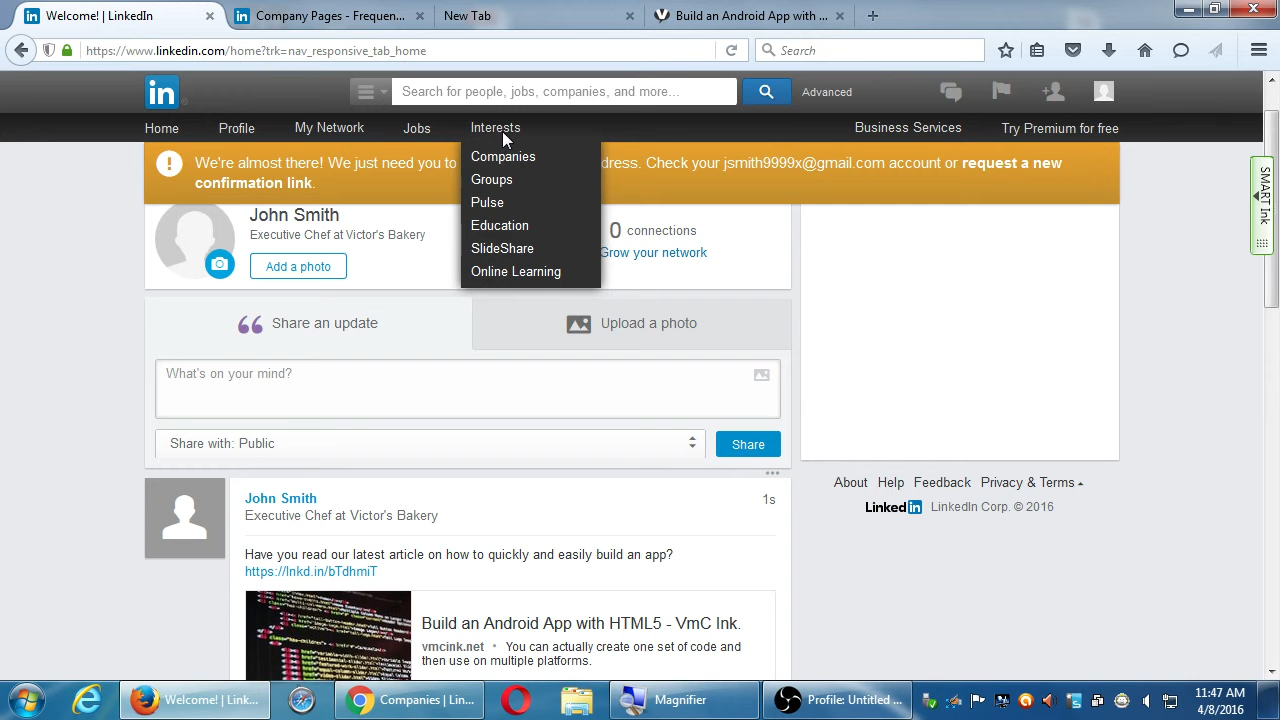 Welcome! | LinkedIn
Company Pages - Frequen...
New Tab
Build an Android App with ...
https://www.linkedin.com/home?trk=nav_responsive_tab_home
Search
in
Search for people, jobs, companies, and more...
Advanced
Home
Profile
My Network
Jobs
Interests
Business Services
Try Premium for free
Companies
Groups
Pulse
Education
SlideShare
Online Learning
We're almost there! We just need you to
dress. Check your jsmith9999x@gmail.com account or request a new
confirmation link.
John Smith
Executive Chef at Victor's Bakery
Add a photo
0 connections
Grow your network
SMART Ink
Share an update
Upload a photo
What's on your mind?
Share with: Public
Share
About Help Feedback Privacy & Terms
Linked in LinkedIn Corp. © 2016
John Smith
1s
Executive Chef at Victor's Bakery
Have you read our latest article on how to quickly and easily build an app?
https://lnkd.in/bTdhmiT
Build an Android App with HTML5 - VmC Ink.
vmcink.net • You can actually create one set of code and
then use on multiple platforms.
Welcome! | Link...
Companies | Lin...
Magnifier
Profile: Untitled ...
11:47 AM
4/8/2016